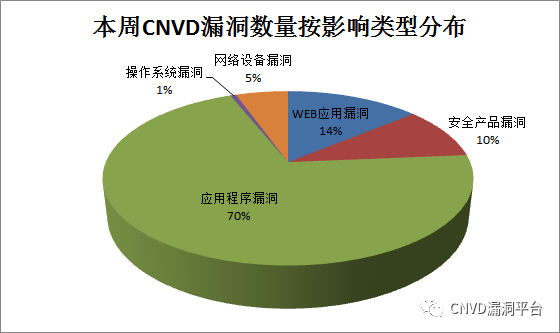 本周CNVD漏洞数量按影响类型分布
网络设备漏洞
5%
操作系统漏洞
1%
WEB应用漏洞
14%
安全产品漏洞
10%
应用程序漏洞
70%
CNVD漏洞平台